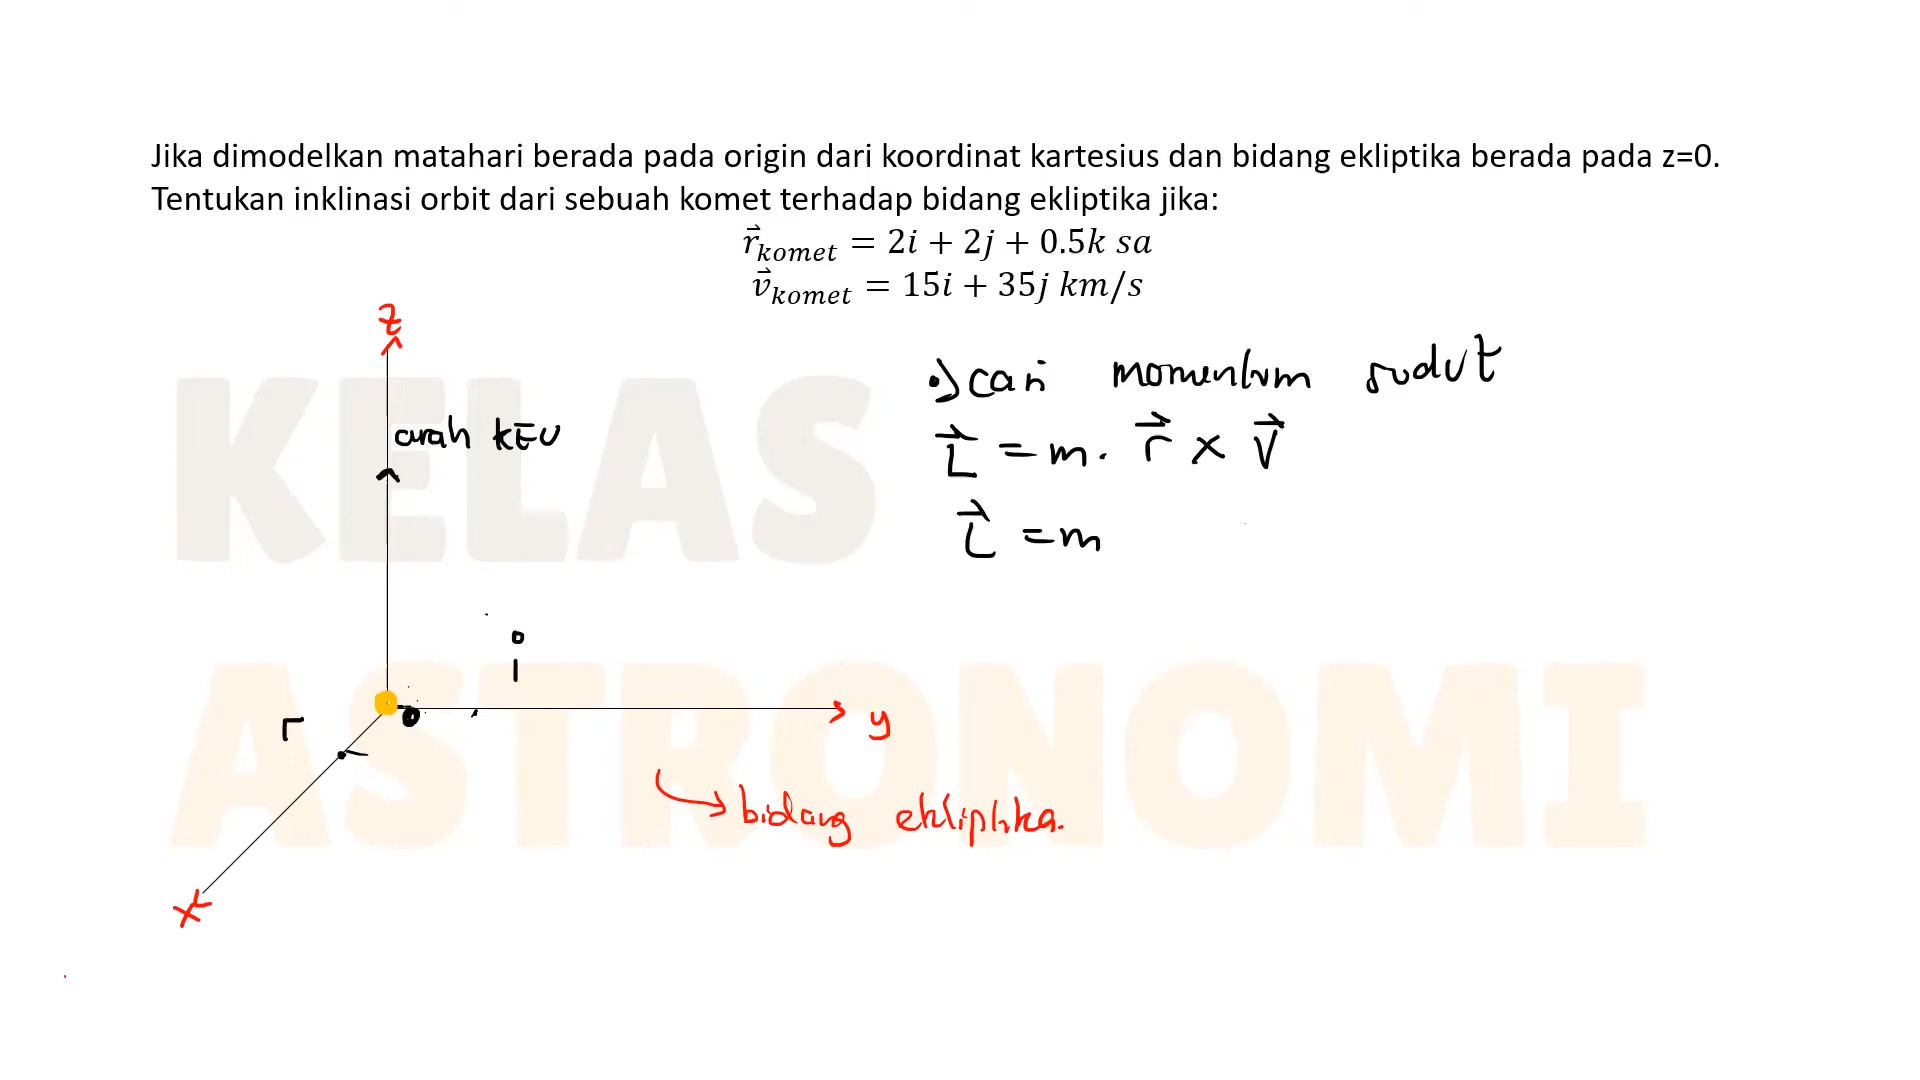 Jika dimodelkan matahari berada pada origin dari koordinat kartesius dan bidang ekliptika berada pada z=0.
Tentukan inklinasi orbit dari sebuah komet terhadap bidang ekliptika jika:
r⃗_komet = 2i + 2j + 0.5k sa
v⃗_komet = 15i + 35j km/s
z
•) cari momentum sudut
arah KEU
L⃗ = m. r⃗ × v⃗
L⃗ = m
KELAS
r
y
bidang ekliptika.
ASTRONOMI
x